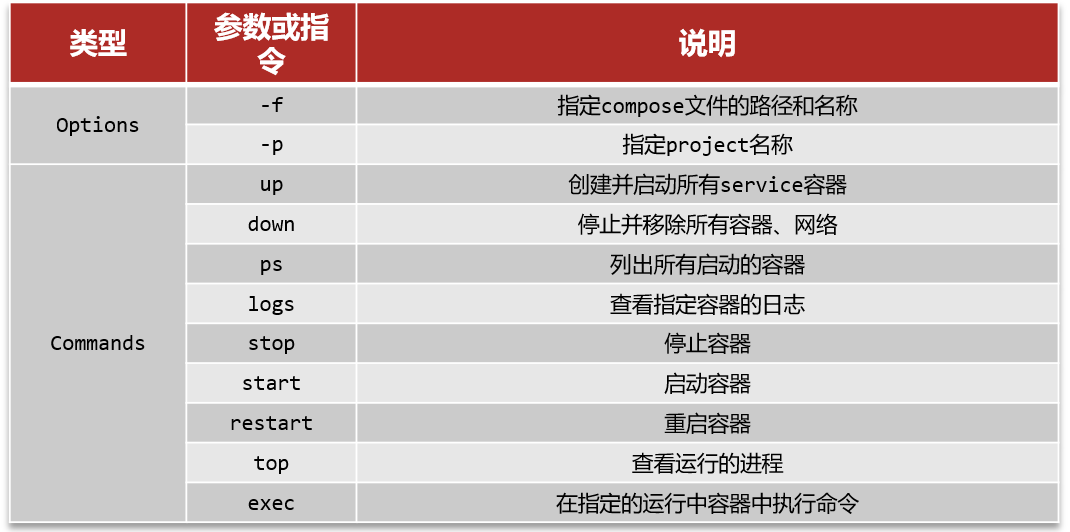 类型
参数或指
令
说明
Options
-f
指定compose文件的路径和名称
-p
指定project名称
Commands
up
创建并启动所有service容器
down
停止并移除所有容器、网络
ps
列出所有启动的容器
logs
查看指定容器的日志
stop
停止容器
start
启动容器
restart
重启容器
top
查看运行的进程
exec
在指定的运行中容器中执行命令